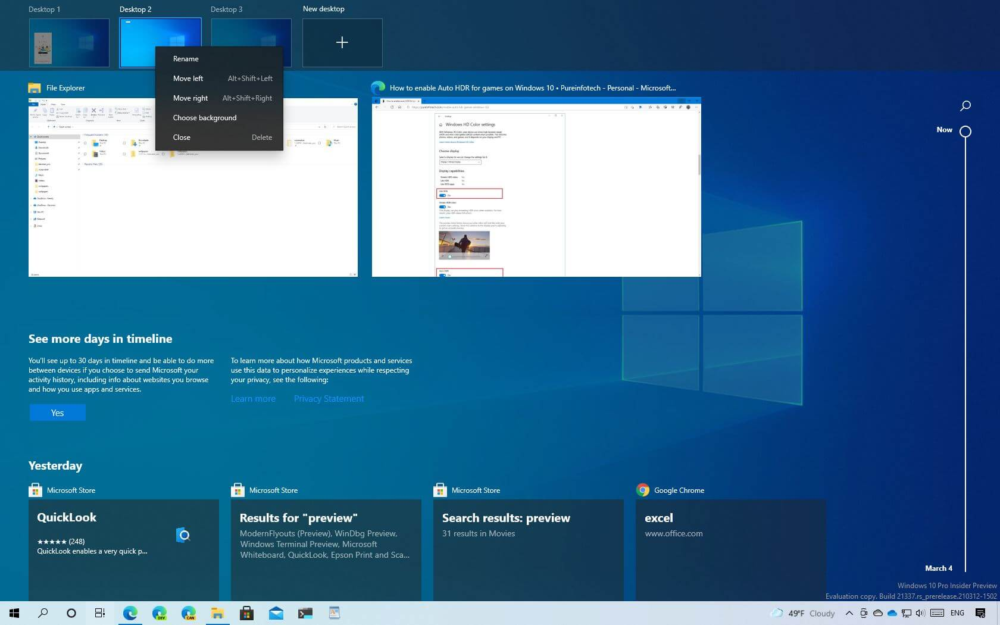 Desktop 1
Desktop 2
Desktop 3
New desktop
Rename
Move left Alt+Shift+Left
Move right Alt+Shift+Right
Choose background
Close Delete
File Explorer
How to enable Auto HDR for games on Windows 10 • Pureinfotech - Personal - Microsoft...
Windows HD Color settings
Choose display
Display capabilities
Now
See more days in timeline
You'll see up to 30 days in timeline and be able to do more
between devices if you choose to send Microsoft your
activity history, including info about websites you browse
and how you use apps and services.
Yes
To learn more about how Microsoft products and services
use this data to personalize experiences while respecting
your privacy, see the following:
Learn more Privacy Statement
Yesterday
Microsoft Store
QuickLook
★★★★★ (248)
QuickLook enables a very quick p...
Microsoft Store
Results for "preview"
ModernFlyouts (Preview), WinDbg Preview,
Windows Terminal Preview, Microsoft
Whiteboard, QuickLook, Epson Print and Sca...
Microsoft Store
Search results: preview
31 results in Movies
Google Chrome
excel
www.office.com
March 4
Windows 10 Pro Insider Preview
Evaluation copy. Build 21337.rs_prerelease.210312-1502
DEV
CAN
49°F Cloudy
ENG